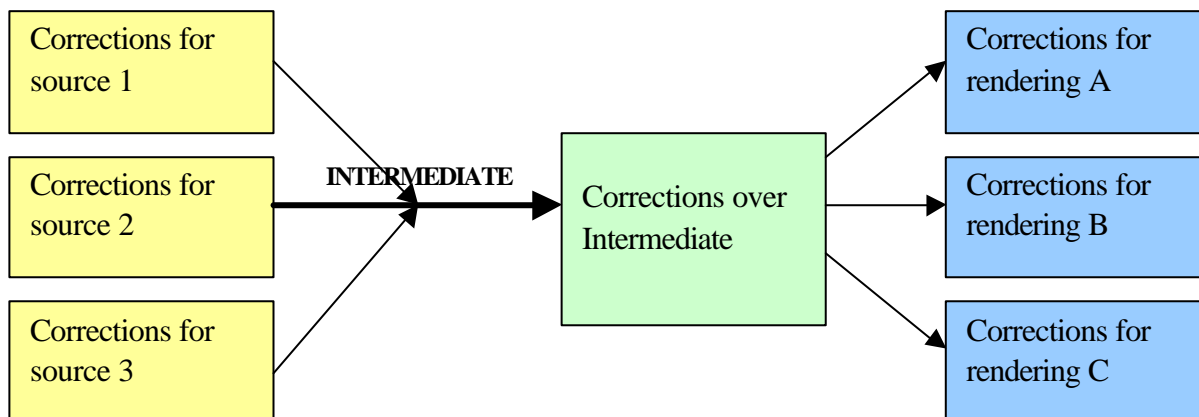 Corrections for
source 1
Corrections for
source 2
Corrections for
source 3
INTERMEDIATE
Corrections over
Intermediate
Corrections for
rendering A
Corrections for
rendering B
Corrections for
rendering C